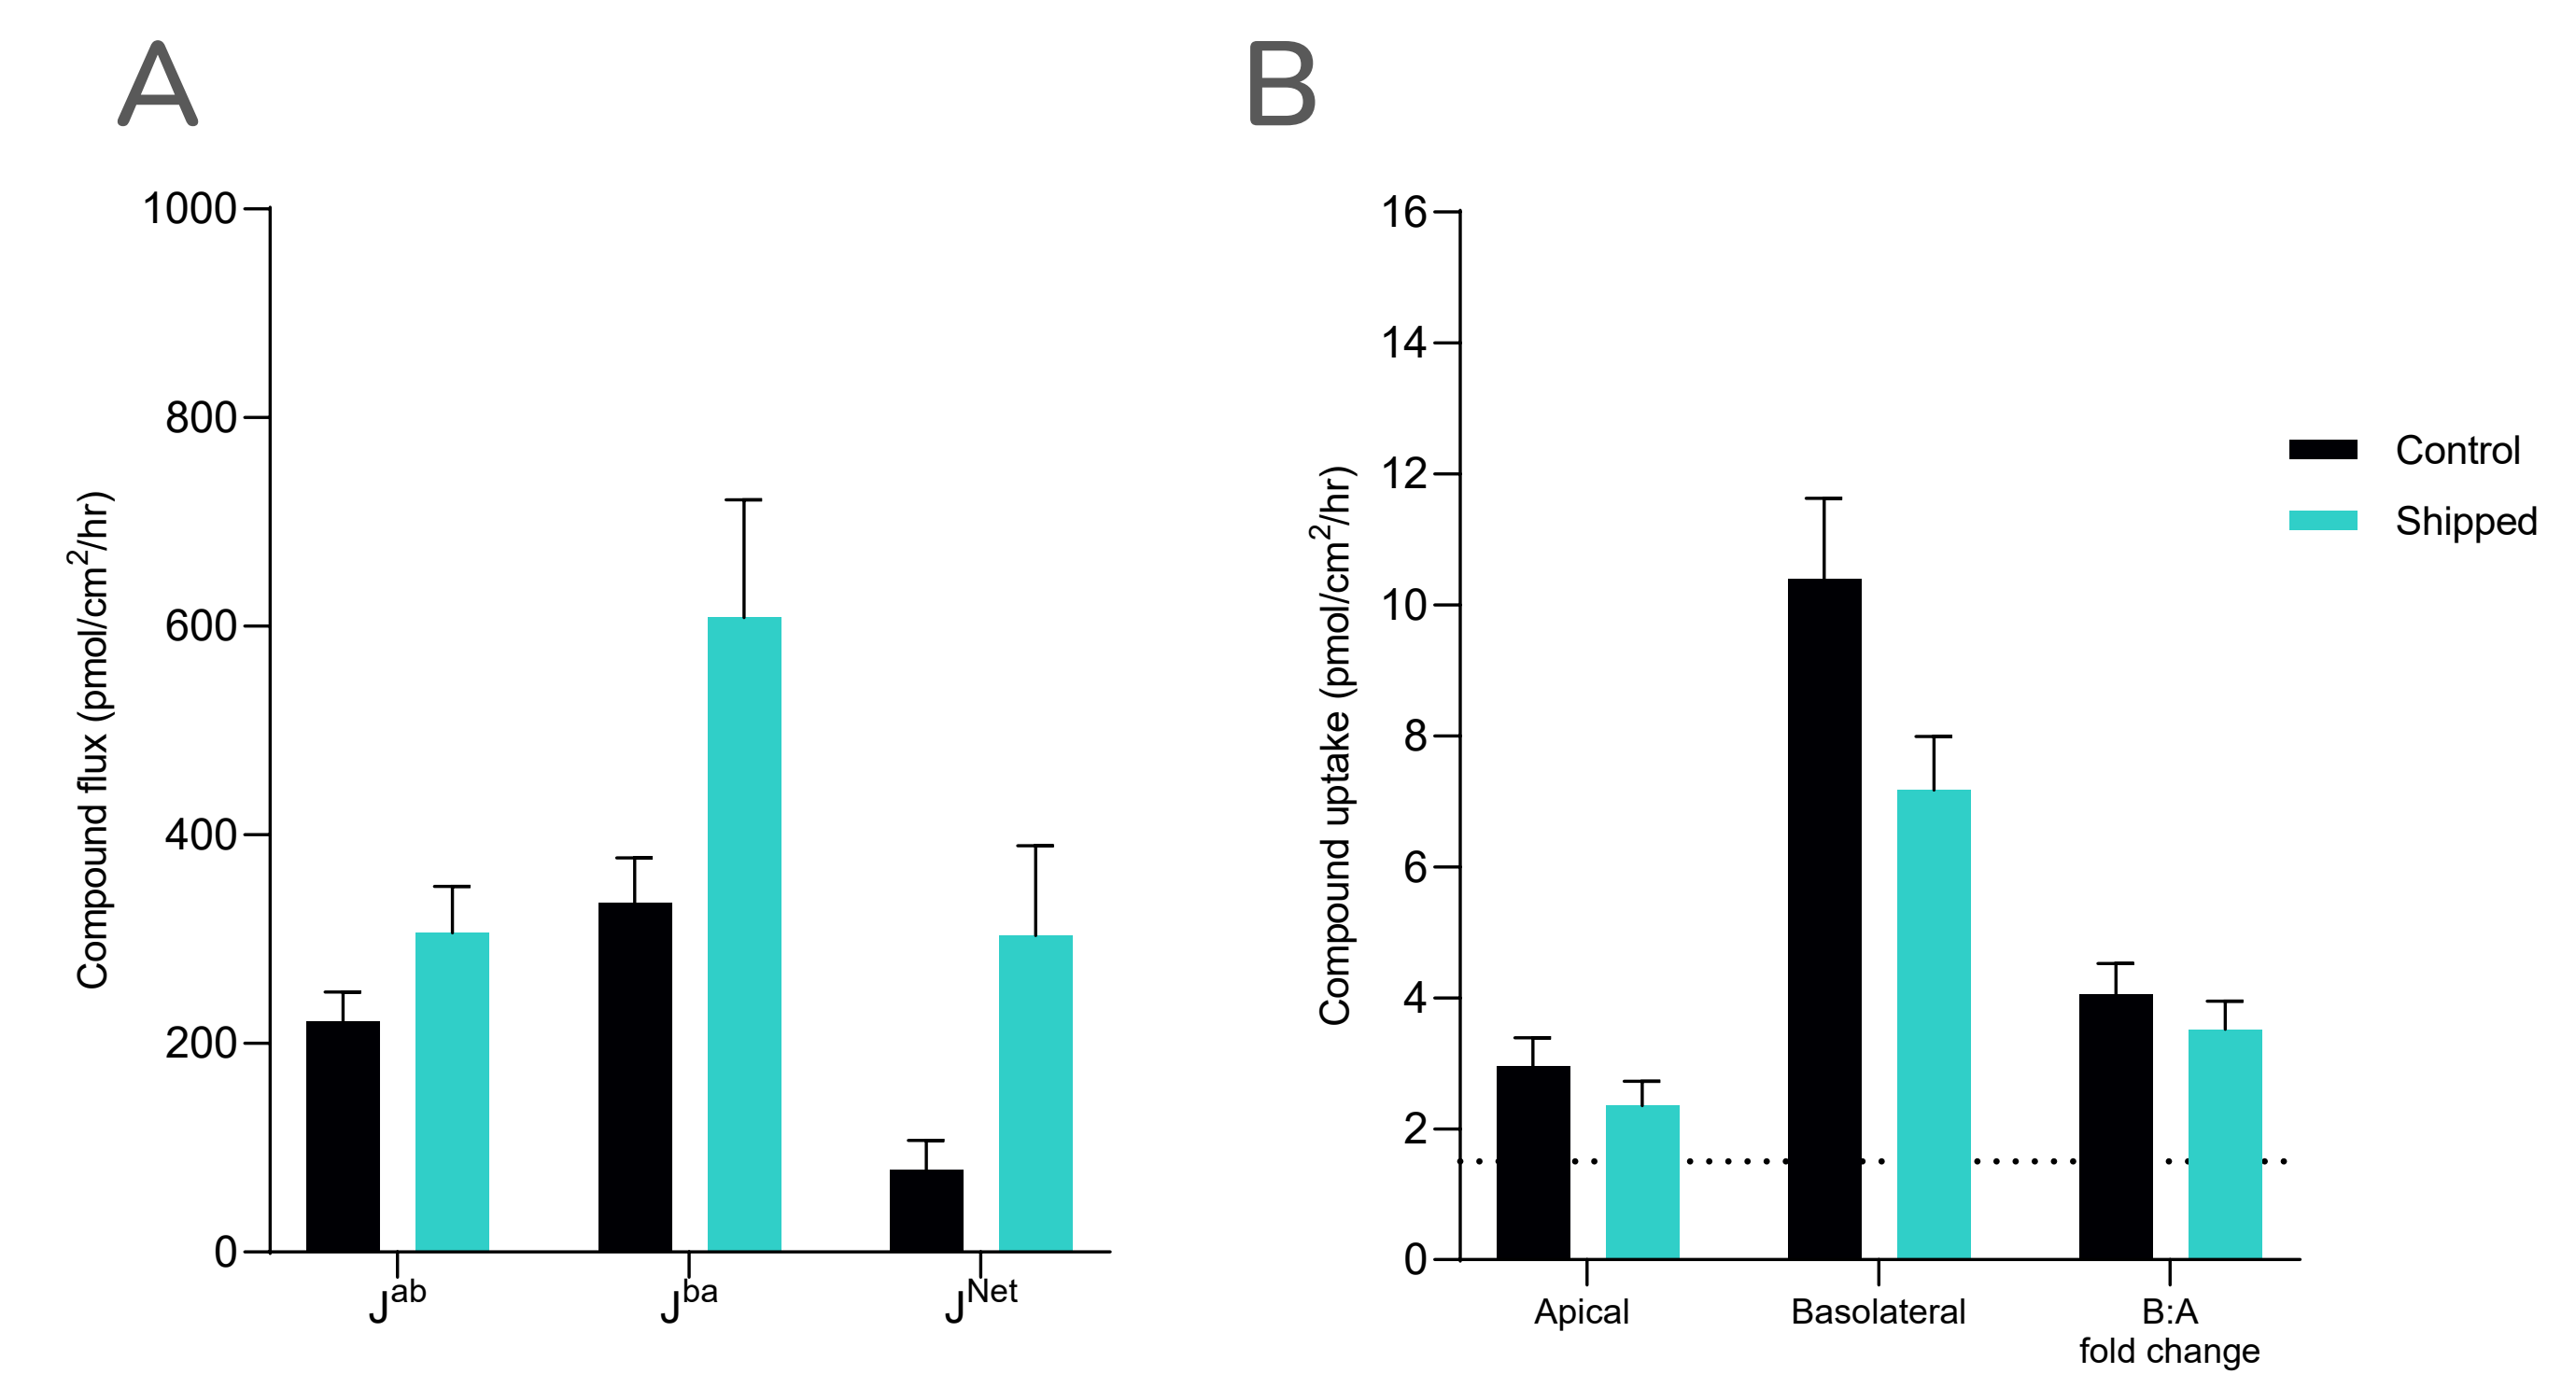 A
1000
800
600
400
200
0
Compound flux (pmol/cm²/hr)
Jᵃᵇ
Jᵇᵃ
Jᴺᵉᵗ
B
16
14
12
10
8
6
4
2
0
Compound uptake (pmol/cm²/hr)
Apical
Basolateral
B:A
fold change
Control
Shipped